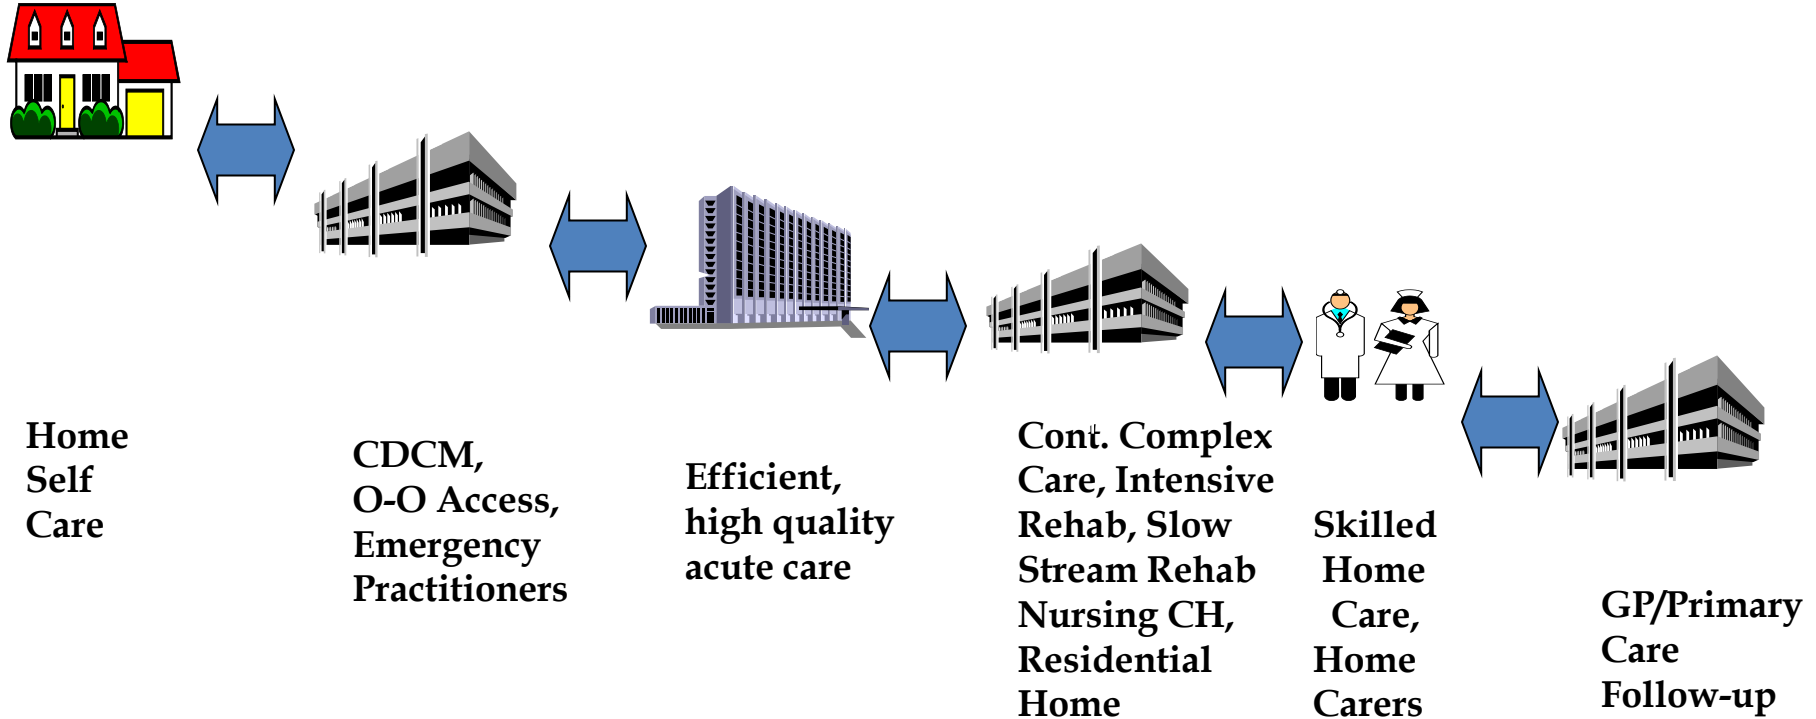 Home
Self
Care
CDCM,
O-O Access,
Emergency
Practitioners
Efficient,
high quality
acute care
Cont. Complex
Care, Intensive
Rehab, Slow
Stream Rehab
Nursing CH,
Residential
Home
Skilled
Home
Care,
Home
Carers
GP/Primary
Care
Follow-up